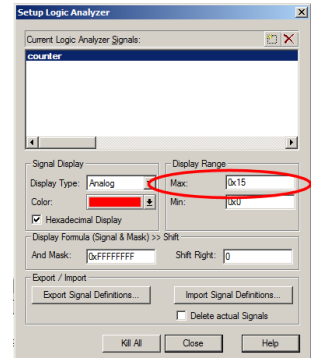 Setup Logic Analyzer
Current Logic Analyzer Signals:
counter
Signal Display
Display Range
Display Type: Analog
Max: 0x15
Color:
Min: 0x0
Hexadecimal Display
Display Formula (Signal & Mask) >> Shift
And Mask: 0xFFFFFFFF
Shift Right: 0
Export / Import
Export Signal Definitions...
Import Signal Definitions...
Delete actual Signals
Kill All
Close
Help